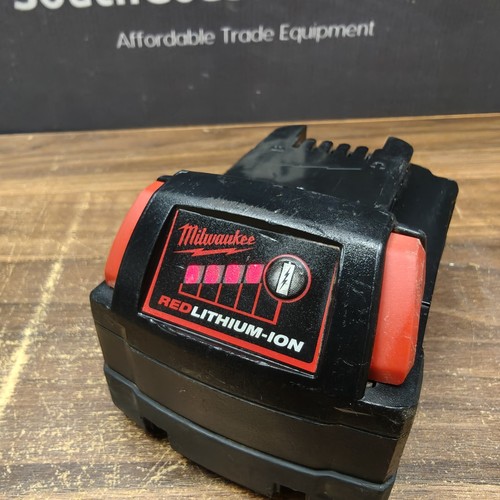 Affordable Trade Equipment
Milwaukee
REDLITHIUM-ION